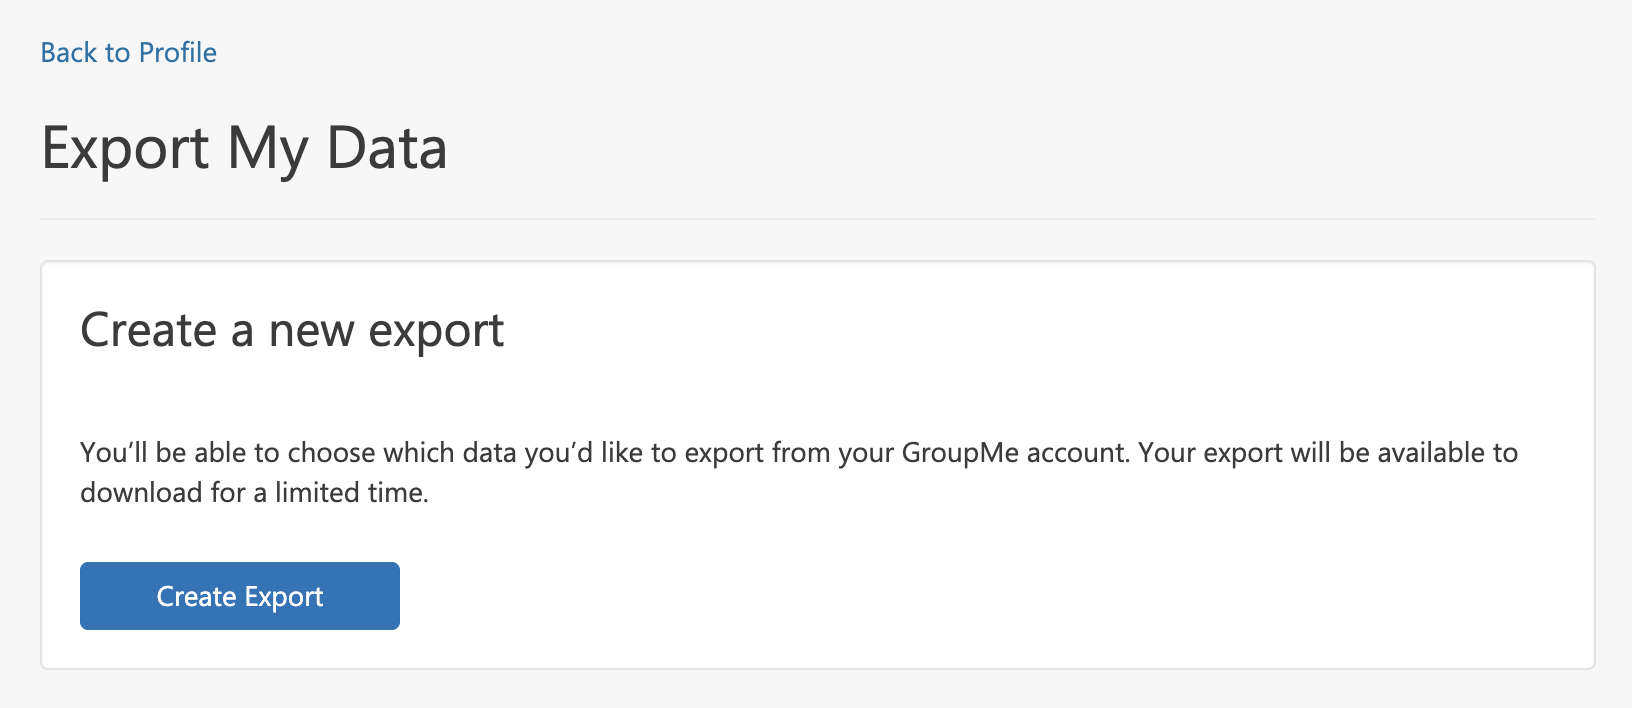 Back to Profile
Export My Data
Create a new export
You’ll be able to choose which data you’d like to export from your GroupMe account. Your export will be available to
download for a limited time.
Create Export